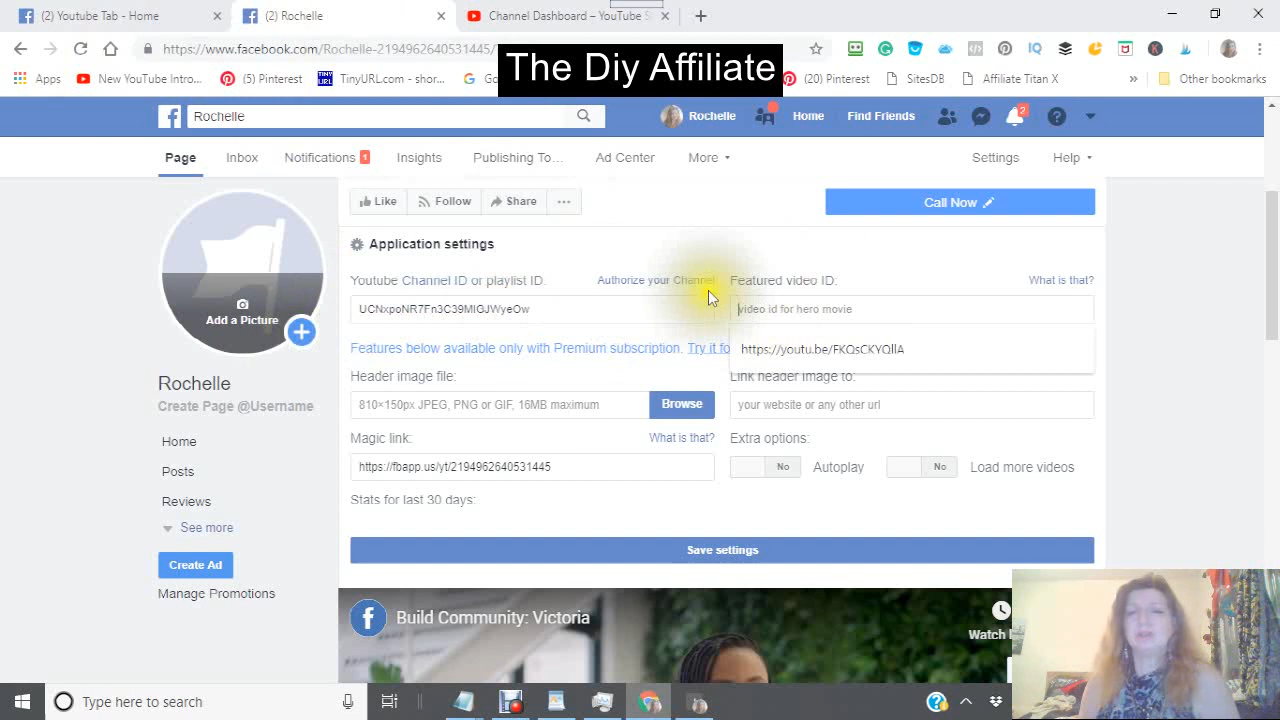 (2) Youtube Tab - Home
(2) Rochelle
Channel Dashboard - YouTube S
https://www.facebook.com/Rochelle-2194962640531445/
The Diy Affiliate
Apps
New YouTube Intro...
(5) Pinterest
TinyURL.com - shor...
(20) Pinterest
SitesDB
Affiliate Titan X
»
Other bookmarks
Rochelle
Rochelle
Home
Find Friends
2
Page
Inbox
Notifications 1
Insights
Publishing To...
Ad Center
More
Settings
Help
Like
Follow
Share
...
Call Now
Application settings
Youtube Channel ID or playlist ID.
Authorize your Channel
Featured video ID:
What is that?
UCNxpoNR7Fn3C39MIGJWyeOw
video id for hero movie
Features below available only with Premium subscription. Try it fo
https://youtu.be/FKQsCKYQllA
Header image file:
Link header image to:
810×150px JPEG, PNG or GIF, 16MB maximum
Browse
your website or any other url
Magic link:
What is that?
Extra options:
https://fbapp.us/yt/2194962640531445
No
Autoplay
No
Load more videos
Stats for last 30 days:
Save settings
Add a Picture
Rochelle
Create Page @Username
Home
Posts
Reviews
See more
Create Ad
Manage Promotions
Build Community: Victoria
Watch
Type here to search